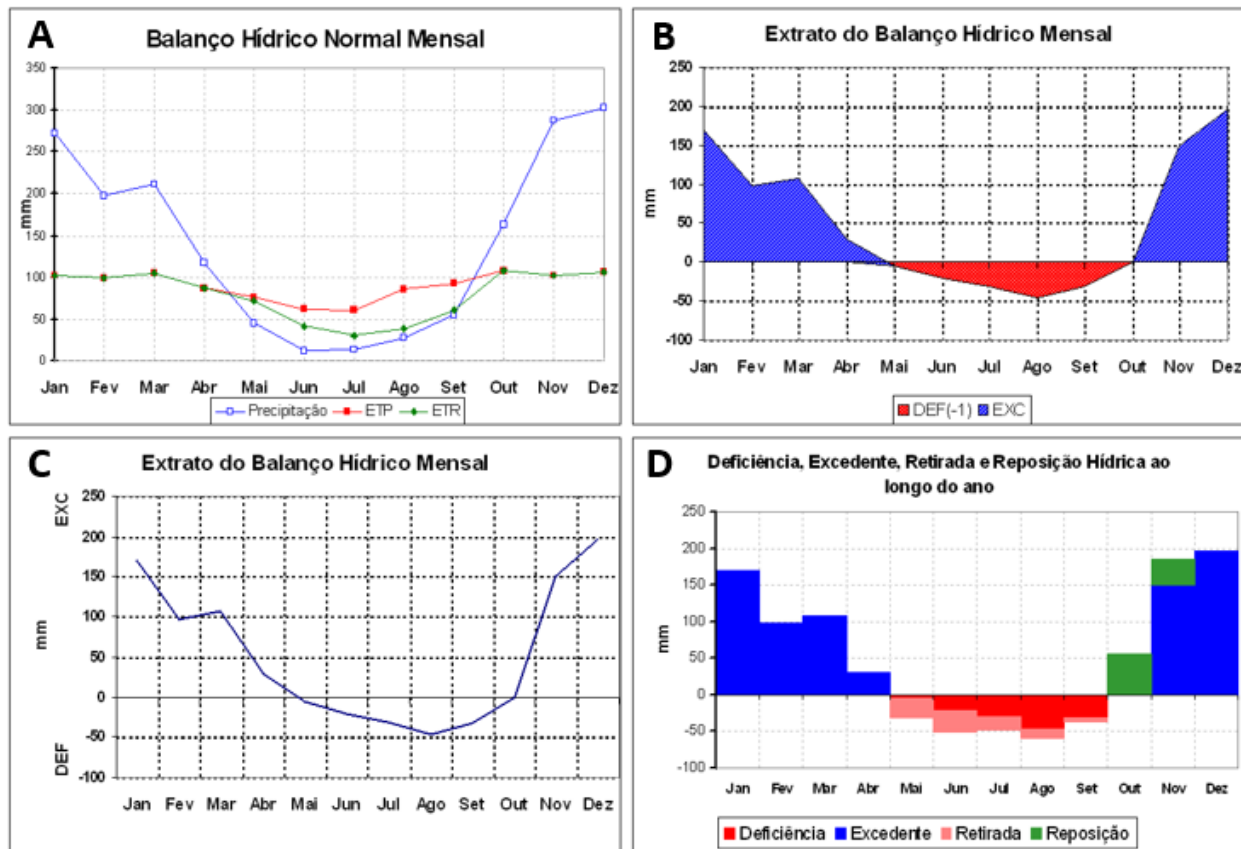 A
Balanço Hídrico Normal Mensal
350
300
250
200
150
100
50
0
mm
Jan Fev Mar Abr Mai Jun Jul Ago Set Out Nov Dez
Precipitação ETP ETR
B
Extrato do Balanço Hídrico Mensal
250
200
150
100
50
0
-50
-100
mm
Jan Fev Mar Abr Mai Jun Jul Ago Set Out Nov Dez
DEF(-1) EXC
C
Extrato do Balanço Hídrico Mensal
EXC
mm
DEF
250
200
150
100
50
0
-50
-100
Jan Fev Mar Abr Mai Jun Jul Ago Set Out Nov Dez
D
Deficiência, Excedente, Retirada e Reposição Hídrica ao
longo do ano
250
200
150
100
50
0
-50
-100
mm
Jan Fev Mar Abr Mai Jun Jul Ago Set Out Nov Dez
Deficiência Excedente Retirada Reposição